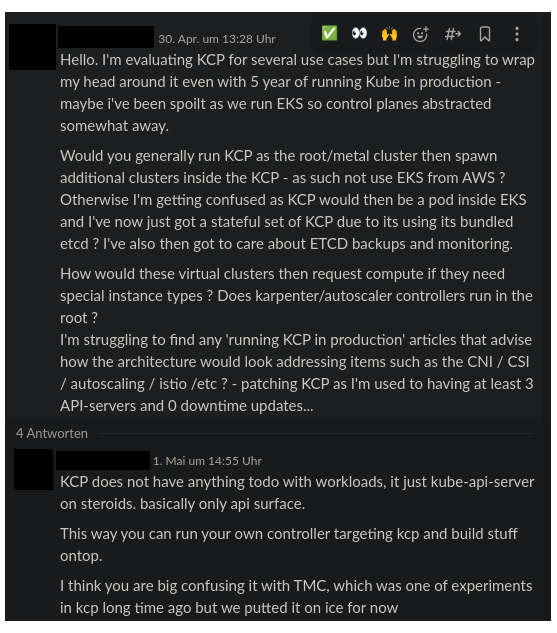 30. Apr. um 13:28 Uhr
Hello. I'm evaluating KCP for several use cases but I'm struggling to wrap
my head around it even with 5 year of running Kube in production -
maybe i've been spoilt as we run EKS so control planes abstracted
somewhat away.
Would you generally run KCP as the root/metal cluster then spawn
additional clusters inside the KCP - as such not use EKS from AWS ?
Otherwise I'm getting confused as KCP would then be a pod inside EKS
and I've now just got a stateful set of KCP due to its using its bundled
etcd ? I've also then got to care about ETCD backups and monitoring.
How would these virtual clusters then request compute if they need
special instance types ? Does karpenter/autoscaler controllers run in the
root ?
I'm struggling to find any 'running KCP in production' articles that advise
how the architecture would look addressing items such as the CNI / CSI
/ autoscaling / istio /etc ? - patching KCP as I'm used to having at least 3
API-servers and 0 downtime updates...
4 Antworten
1. Mai um 14:55 Uhr
KCP does not have anything todo with workloads, it just kube-api-server
on steroids. basically only api surface.
This way you can run your own controller targeting kcp and build stuff
ontop.
I think you are big confusing it with TMC, which was one of experiments
in kcp long time ago but we putted it on ice for now